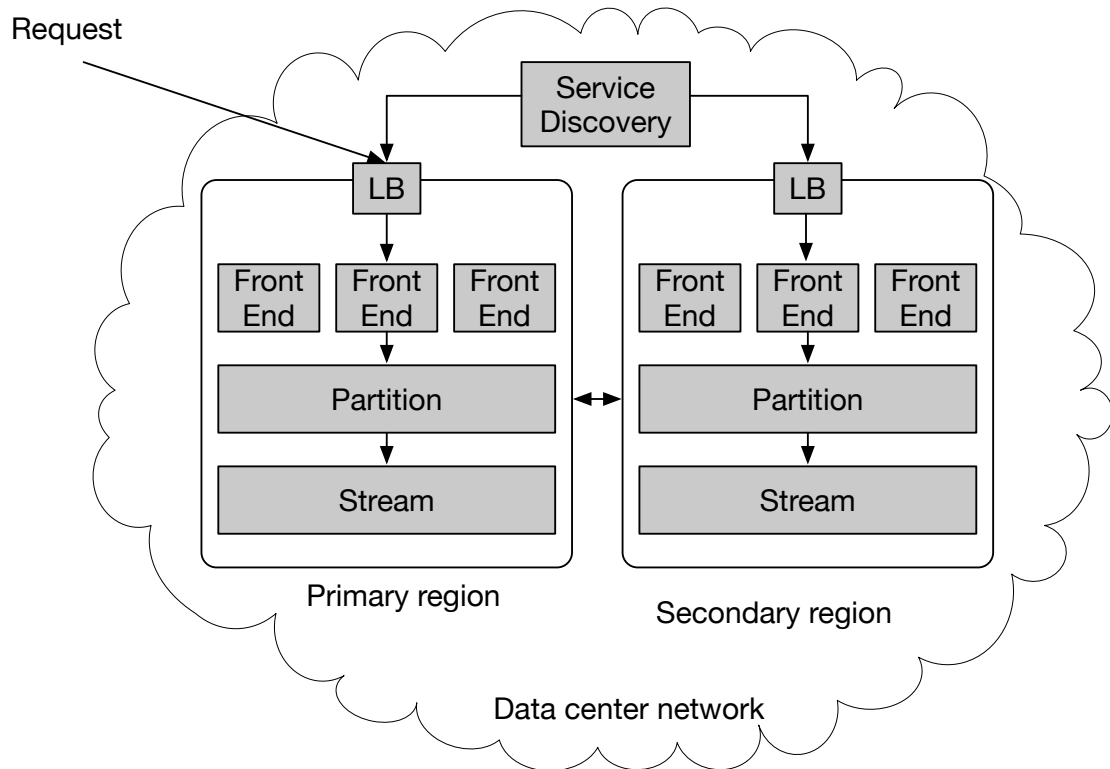 Request
Service
Discovery
LB
LB
Front
End
Front
End
Front
End
Front
End
Front
End
Front
End
Partition
Partition
Stream
Stream
Primary region
Secondary region
Data center network